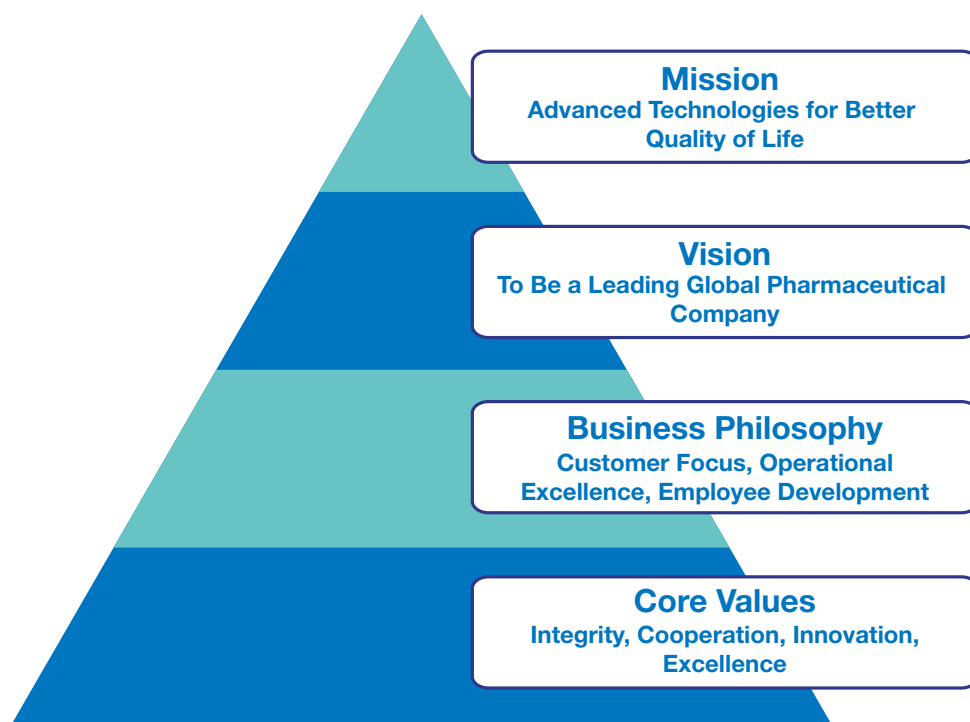 Mission
Advanced Technologies for Better
Quality of Life
Vision
To Be a Leading Global Pharmaceutical
Company
Business Philosophy
Customer Focus, Operational
Excellence, Employee Development
Core Values
Integrity, Cooperation, Innovation,
Excellence